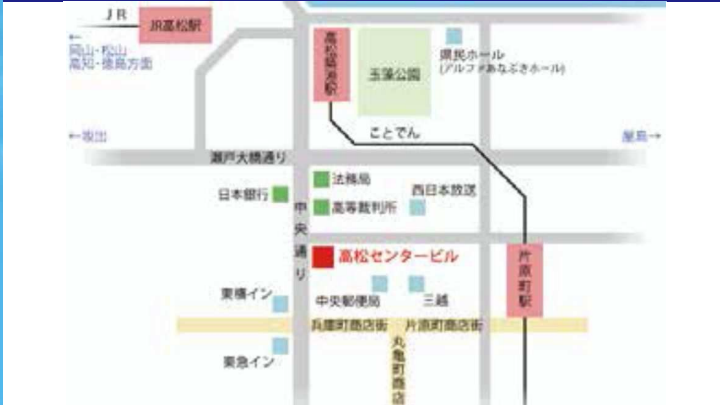 JR
JR高松駅
←
岡山・松山
高知・徳島方面
高松築港駅
玉藻公園
県民ホール
(アルファあなぶきホール)
←坂出
ことでん
屋島→
瀬戸大橋通り
法務局
日本銀行
西日本放送
高等裁判所
中央通り
高松センタービル
片原町駅
東横イン
中央郵便局
三越
兵庫町商店街
片原町商店街
東急イン
丸亀町商店